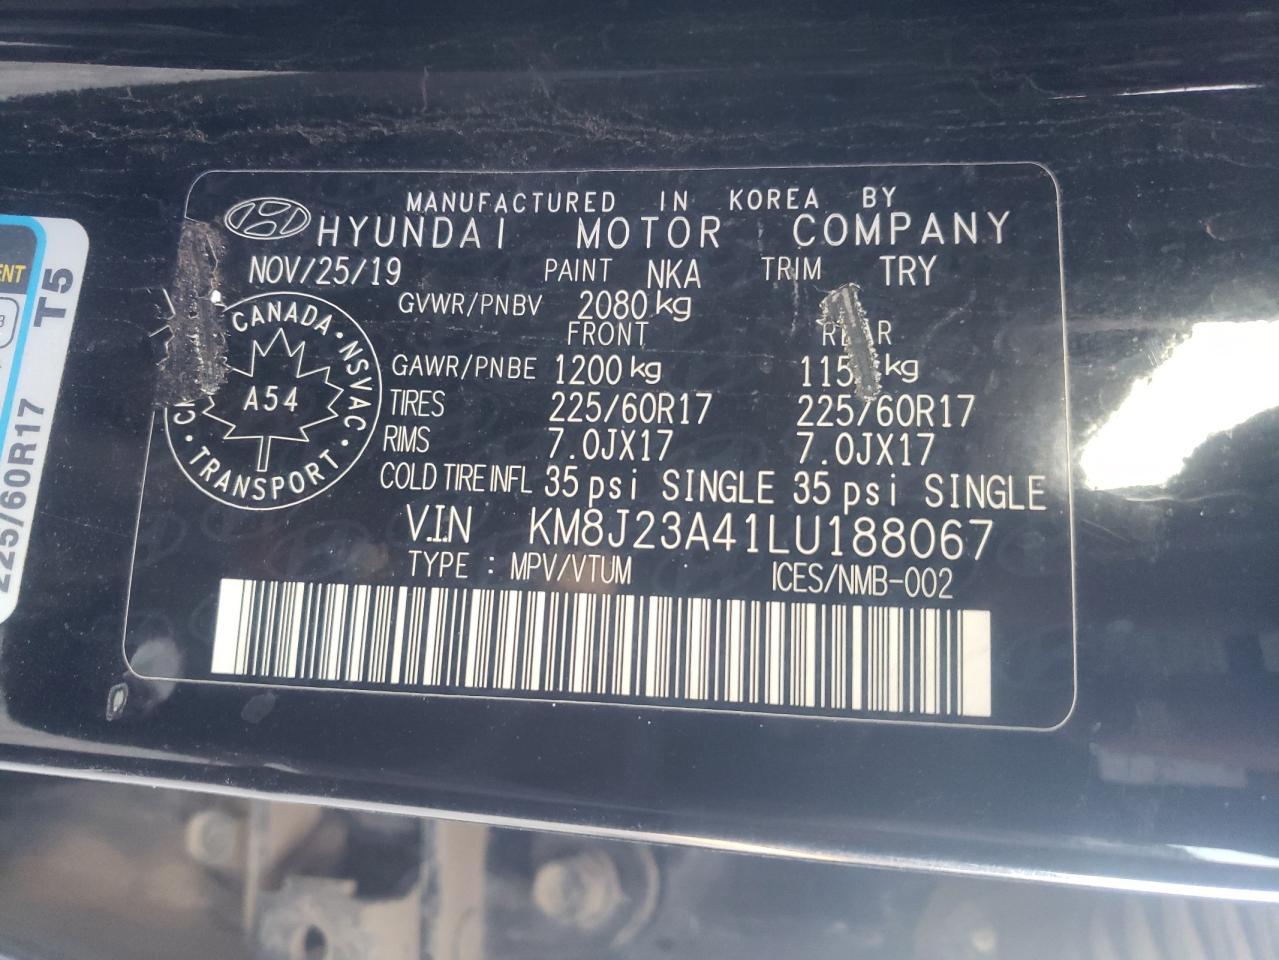 MANUFACTURED IN KOREA BY
HYUNDAI MOTOR COMPANY
NOV/25/19 PAINT NKA TRIM TRY
GVWR/PNBV 2080 kg
FRONT REAR
GAWR/PNBE 1200 kg kg
TIRES 225/60R17 225/60R17
RIMS 7.0JX17 7.0JX17
COLD TIRE INFL 35 psi SINGLE 35 psi SINGLE
V.I.N KM8J23A41LU188067
TYPE : MPV/VTUM ICES/NMB-002
CANADA • NSVAC •
TRANSPORT •
A54
T5
225/60R17